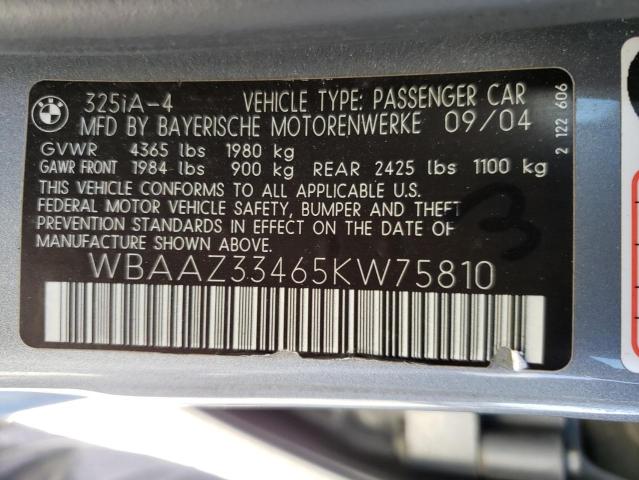 BMW
325iA-4 VEHICLE TYPE: PASSENGER CAR
MFD BY BAYERISCHE MOTORENWERKE 09/04
GVWR 4365 lbs 1980 kg
GAWR FRONT 1984 lbs 900 kg REAR 2425 lbs 1100 kg
THIS VEHICLE CONFORMS TO ALL APPLICABLE U.S.
FEDERAL MOTOR VEHICLE SAFETY, BUMPER AND THEFT
PREVENTION STANDARDS IN EFFECT ON THE DATE
OF MANUFACTURE SHOWN ABOVE.
WBAAZ33465KW75810
2 122 606
3